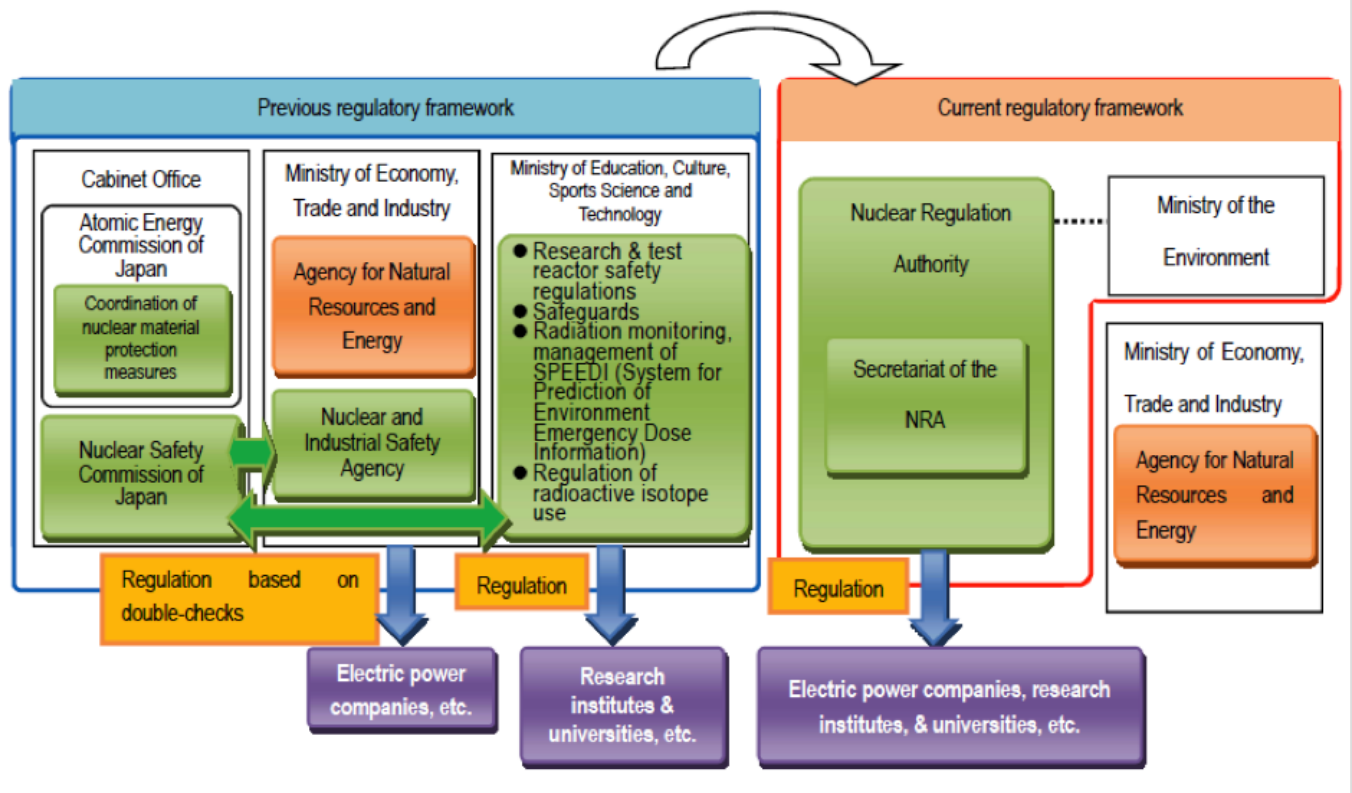 Previous regulatory framework
Cabinet Office
Atomic Energy
Commission of
Japan
Coordination of
nuclear material
protection
measures
Nuclear Safety
Commission of
Japan
Ministry of Economy,
Trade and Industry
Agency for Natural
Resources and
Energy
Nuclear and
Industrial Safety
Agency
Ministry of Education, Culture,
Sports Science and
Technology
● Research & test
reactor safety
regulations
● Safeguards
● Radiation monitoring,
management of
SPEEDI (System for
Prediction of
Environment
Emergency Dose
Information)
● Regulation of
radioactive isotope
use
Regulation based on
double-checks
Regulation
Electric power
companies, etc.
Research
institutes &
universities, etc.
Current regulatory framework
Nuclear Regulation
Authority
Secretariat of the
NRA
Ministry of the
Environment
Ministry of Economy,
Trade and Industry
Agency for Natural
Resources and
Energy
Regulation
Electric power companies, research
institutes, & universities, etc.